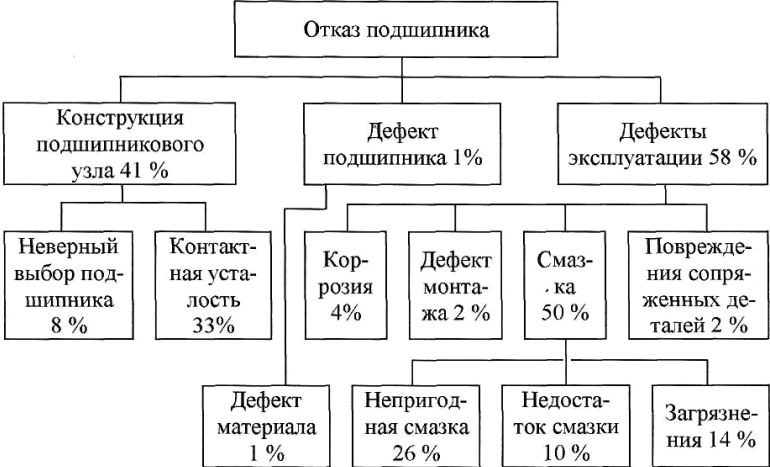 Отказ подшипника
Конструкция
подшипникового
узла 41 %
Дефект
подшипника 1%
Дефекты
эксплуатации 58 %
Неверный
выбор под-
шипника
8 %
Контакт-
ная уста-
лость
33%
Кор-
розия
4%
Дефект
монта-
жа 2 %
Смаз-
ка
50 %
Поврежде-
ния сопря-
женных де-
талей 2 %
Дефект
материала
1 %
Непригод-
ная смазка
26 %
Недоста-
ток смазки
10 %
Загрязне-
ния 14 %